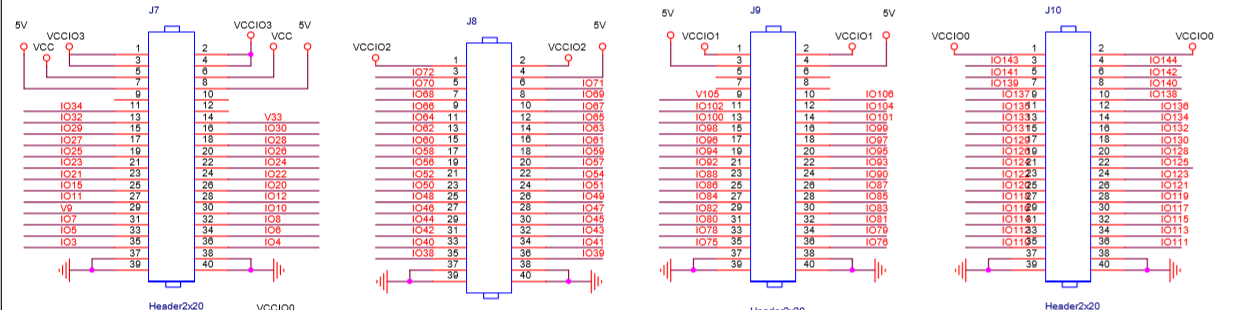 J7
5V VCCIO3 VCC VCCIO3 VCC 5V
1 2
3 4
5 6
7 8
9 10
IO34 11 12
IO32 13 14 V33
IO29 15 16 IO30
IO27 17 18 IO28
IO25 19 20 IO26
IO23 21 22 IO24
IO21 23 24 IO22
IO15 25 26 IO20
IO11 27 28 IO12
V9 29 30 IO10
IO7 31 32 IO8
IO5 33 34 IO6
IO3 35 36 IO4
37 38
39 40
Header2x20
VCCIO0
J8
VCCIO2 VCCIO2 5V
1 2
IO72 3 4
IO70 5 6 IO71
IO68 7 8 IO69
IO66 9 10 IO67
IO64 11 12 IO65
IO62 13 14 IO63
IO60 15 16 IO61
IO58 17 18 IO59
IO56 19 20 IO57
IO52 21 22 IO54
IO50 23 24 IO51
IO48 25 26 IO49
IO46 27 28 IO47
IO44 29 30 IO45
IO42 31 32 IO43
IO40 33 34 IO41
IO38 35 36 IO39
37 38
39 40
J9
5V VCCIO1 VCCIO1 5V
1 2
3 4
5 6
7 8
V105 9 10 IO106
IO102 11 12 IO104
IO100 13 14 IO101
IO98 15 16 IO99
IO96 17 18 IO97
IO94 19 20 IO95
IO92 21 22 IO93
IO88 23 24 IO90
IO86 25 26 IO87
IO84 27 28 IO85
IO82 29 30 IO83
IO80 31 32 IO81
IO78 33 34 IO79
IO75 35 36 IO76
37 38
39 40
J10
VCCIO0 VCCIO0
1 2
IO143 3 4 IO144
IO141 5 6 IO142
IO139 7 8 IO140
IO137 9 10 IO138
12 IO136
14 IO134
16 IO132
18 IO130
20 IO128
22 IO125
24 IO123
26 IO121
28 IO119
30 IO117
32 IO115
34 IO113
36 IO111
37 38
39 40
Header2x20